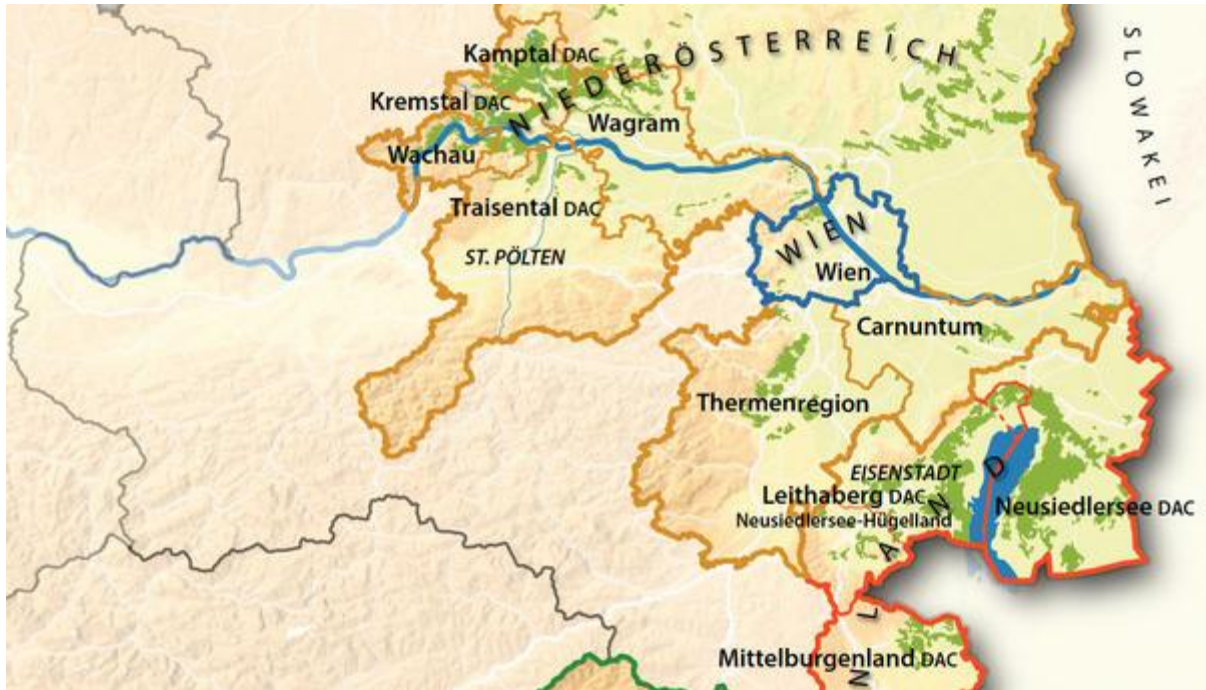 NIEDERÖSTERREICH
SLOWAKEI
Kamptal DAC
Kremstal DAC
Wagram
Wachau
Traisental DAC
ST. PÖLTEN
WIEN
Wien
Carnuntum
Thermenregion
EISENSTADT
Leithaberg DAC
Neusiedlersee-Hügelland
Neusiedlersee DAC
NLAND
Mittelburgenland DAC